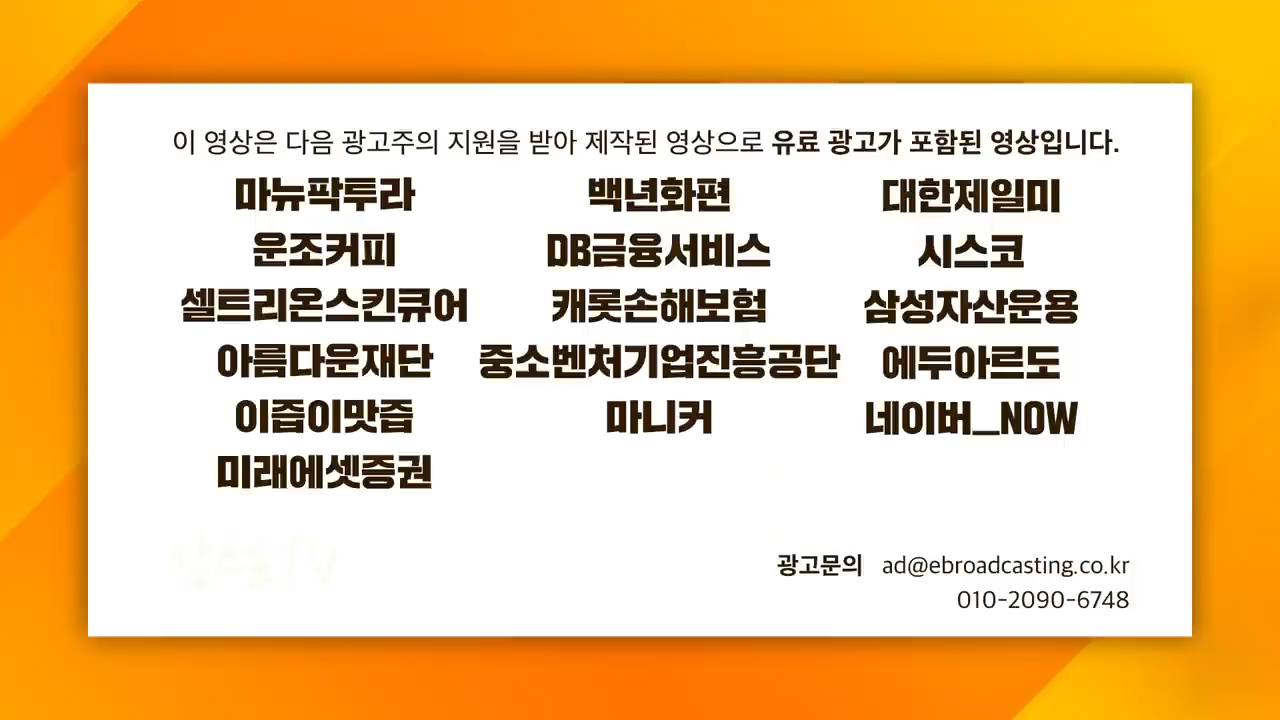 이 영상은 다음 광고주의 지원을 받아 제작된 영상으로 유료 광고가 포함된 영상입니다.
마뉴팍투라 백년화편 대한제일미
운조커피 DB금융서비스 시스코
셀트리온스킨큐어 캐롯손해보험 삼성자산운용
아름다운재단 중소벤처기업진흥공단 에두아르도
이즙이맛즙 마니커 네이버_NOW
미래에셋증권
광고문의 ad@ebroadcasting.co.kr
010-2090-6748